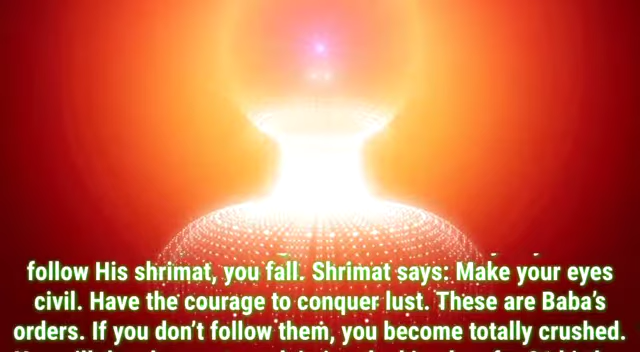 follow His shrimat, you fall. Shrimat says: Make your eyes
civil. Have the courage to conquer lust. These are Baba’s
orders. If you don’t follow them, you become totally crushed.